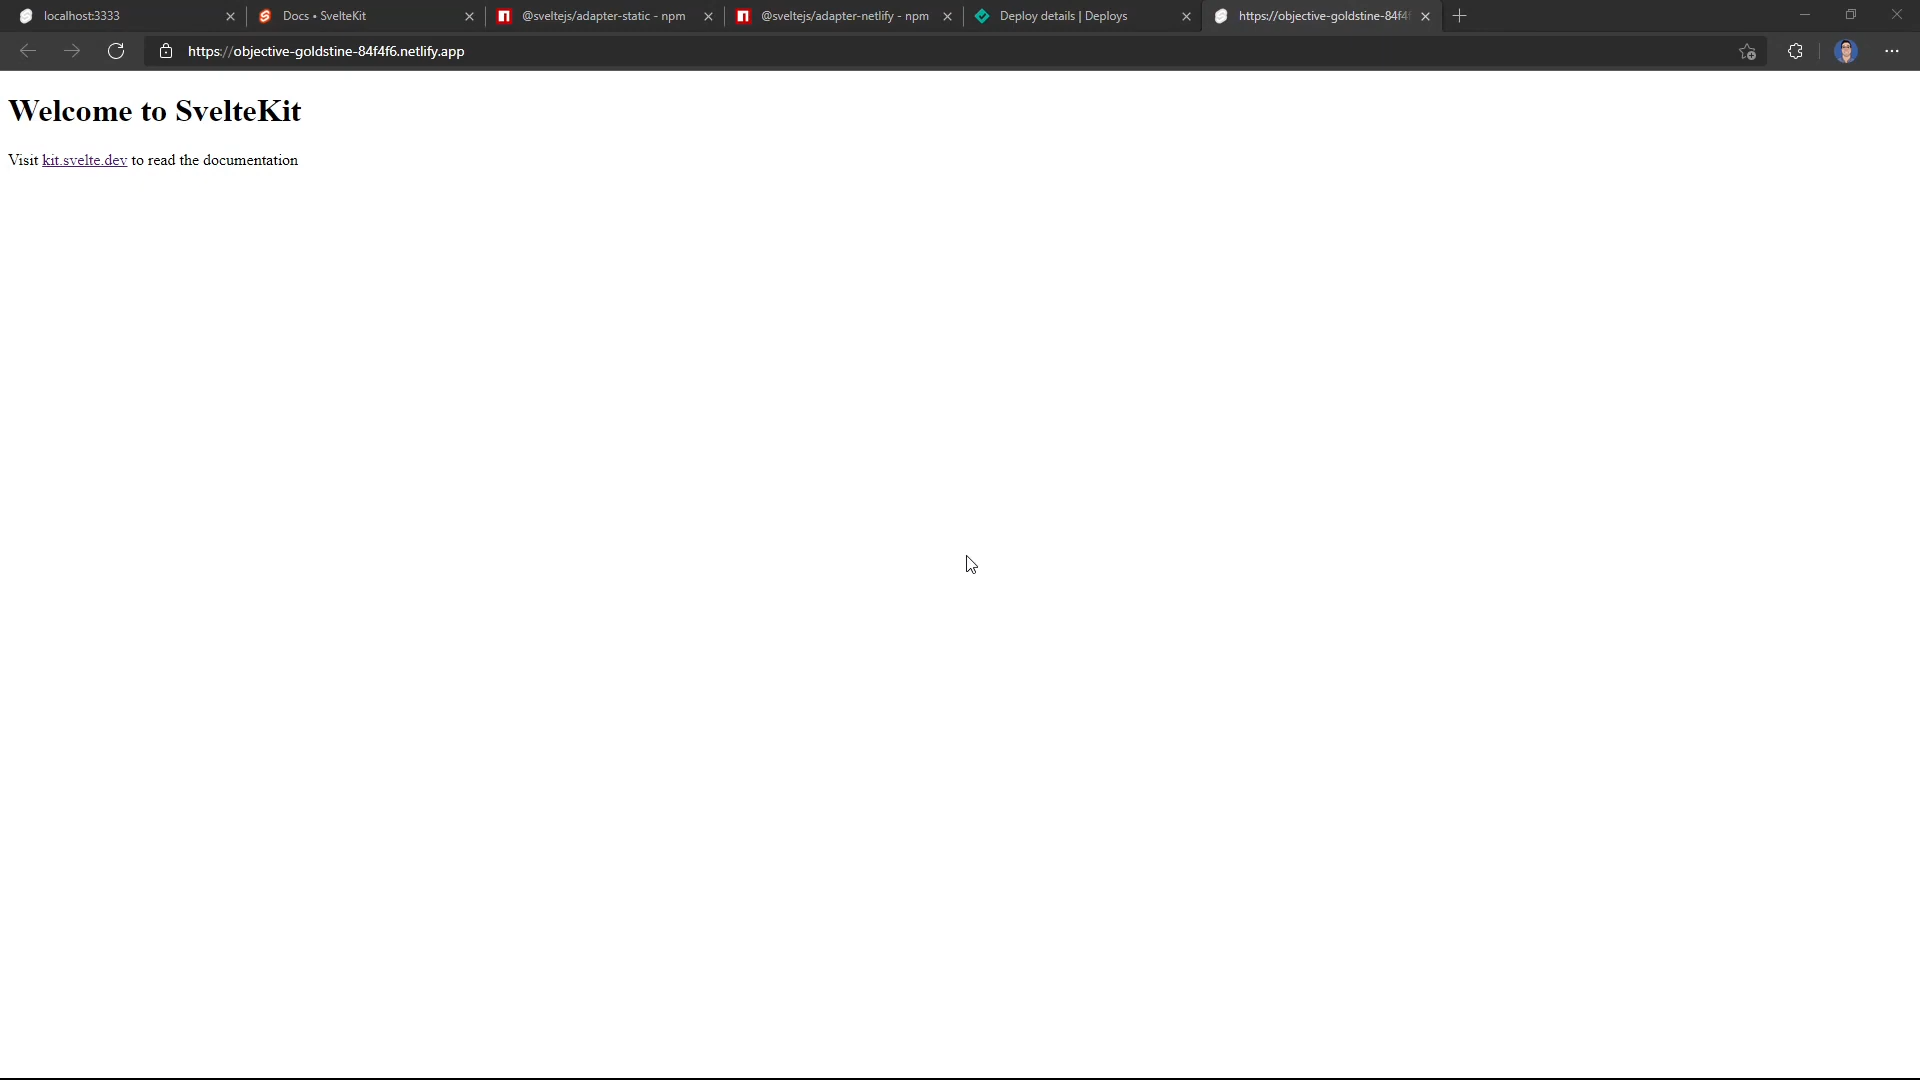 localhost:3333
Docs • SvelteKit
@sveltejs/adapter-static - npm
@sveltejs/adapter-netlify - npm
Deploy details | Deploys
https://objective-goldstine-84f4f
https://objective-goldstine-84f4f6.netlify.app
Welcome to SvelteKit
Visit kit.svelte.dev to read the documentation